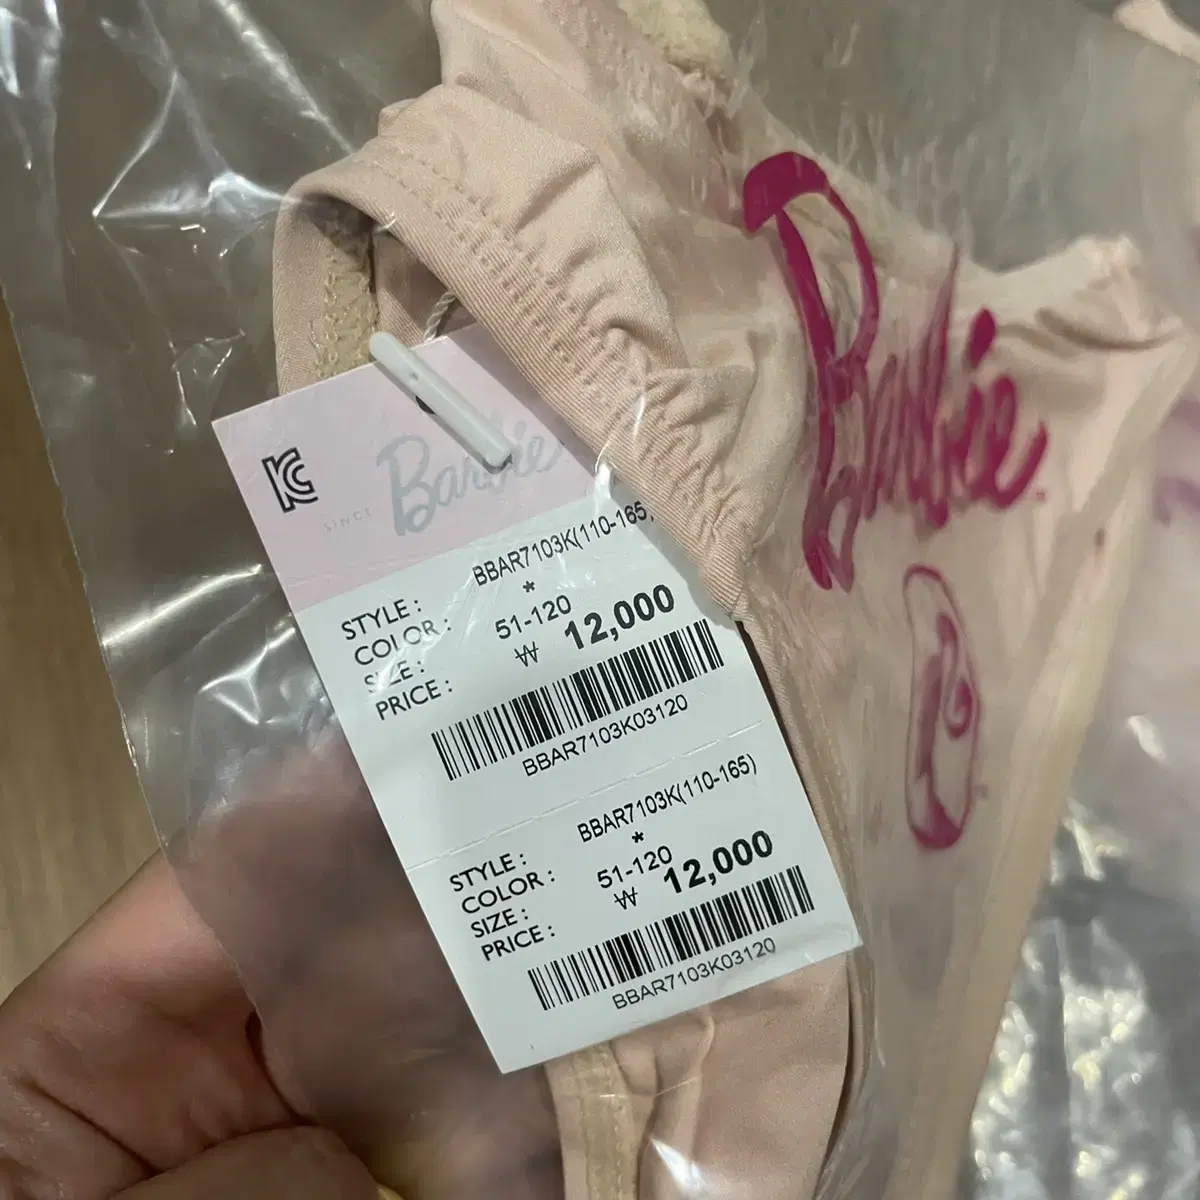 Barbie
KC
SINCE
Barbie
STYLE : BBAR7103K(110-165)
COLOR : *
SIZE : 51-120
PRICE : ₩ 12,000
BBAR7103K03120
STYLE : BBAR7103K(110-165)
COLOR : *
SIZE : 51-120
PRICE : ₩ 12,000
BBAR7103K03120